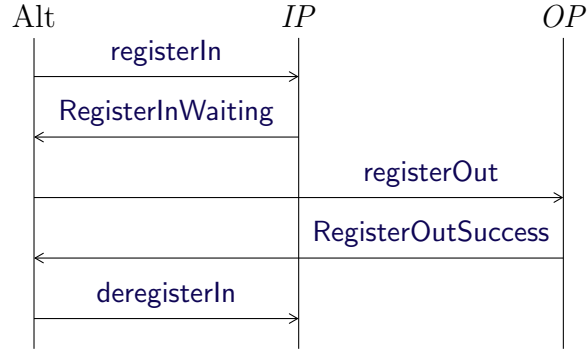 Alt IP OP
registerIn
RegisterInWaiting
registerOut
RegisterOutSuccess
deregisterIn